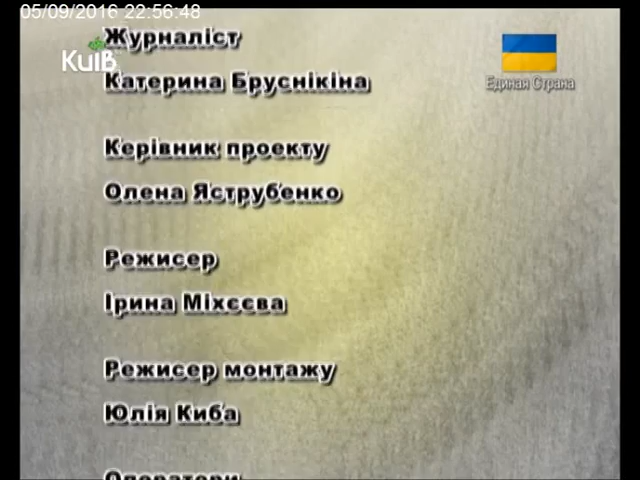 05/09/2016 22:56:48
Київ
Единая Страна
Журналіст
Катерина Бруснікіна
Керівник проекту
Олена Яструбенко
Режисер
Ірина Міхєєва
Режисер монтажу
Юлія Киба
Оператори